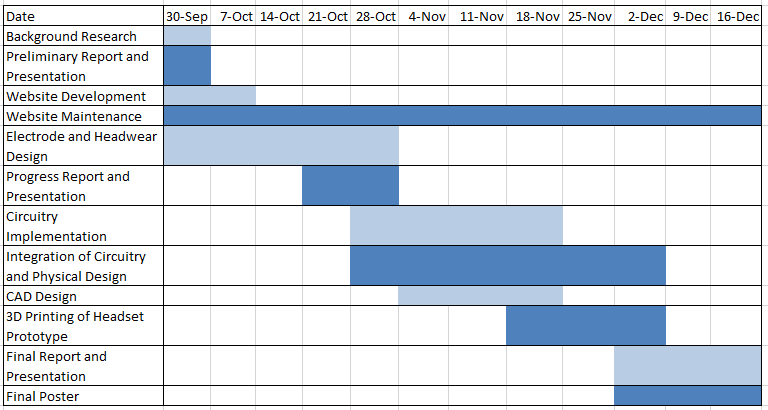 Date 30-Sep 7-Oct 14-Oct 21-Oct 28-Oct 4-Nov 11-Nov 18-Nov 25-Nov 2-Dec 9-Dec 16-Dec
Background Research
Preliminary Report and
Presentation
Website Development
Website Maintenance
Electrode and Headwear
Design
Progress Report and
Presentation
Circuitry
Implementation
Integration of Circuitry
and Physical Design
CAD Design
3D Printing of Headset
Prototype
Final Report and
Presentation
Final Poster